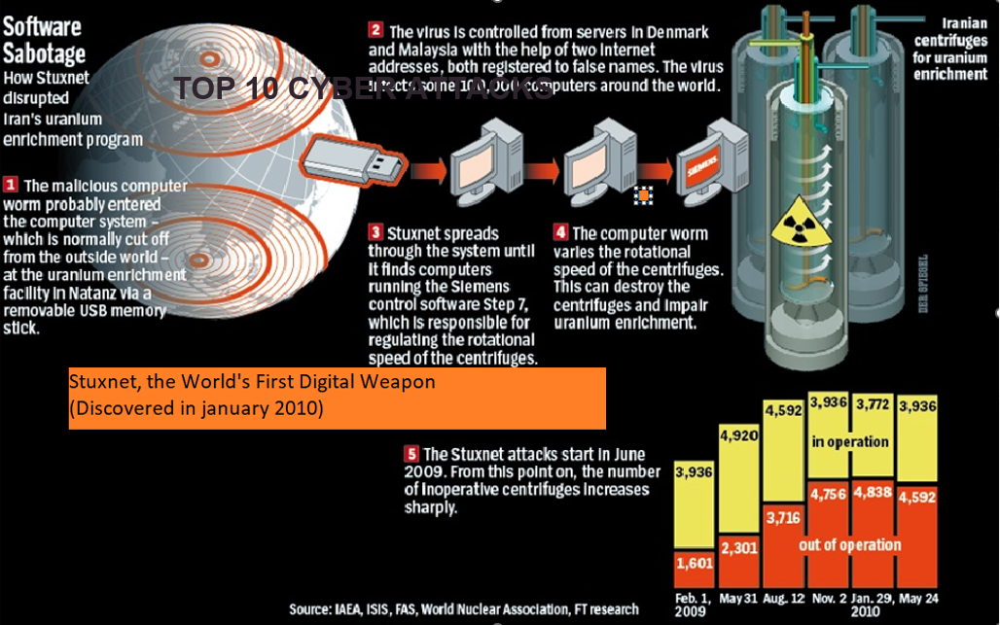 Software
Sabotage
How Stuxnet
disrupted
Iran's uranium
enrichment program
TOP 10 CYBER ATTACKS
1 The malicious computer
worm probably entered
the computer system –
which is normally cut off
from the outside world –
at the uranium enrichment
facility in Natanz via a
removable USB memory
stick.
2 The virus is controlled from servers in Denmark
and Malaysia with the help of two Internet
addresses, both registered to false names. The virus
infects some 100,000 computers around the world.
Iranian
centrifuges
for uranium
enrichment
SIEMENS
3 Stuxnet spreads
through the system until
it finds computers
running the Siemens
control software Step 7,
which is responsible for
regulating the rotational
speed of the centrifuges.
4 The computer worm
varies the rotational
speed of the centrifuges.
This can destroy the
centrifuges and impair
uranium enrichment.
DER SPIEGEL
Stuxnet, the World's First Digital Weapon
(Discovered in january 2010)
5 The Stuxnet attacks start in June
2009. From this point on, the number
of inoperative centrifuges increases
sharply.
3,936 4,920 4,592 3,936 3,772 3,936
in operation
1,601 2,301 3,716 4,756 4,838 4,592
out of operation
Feb. 1, May 31 Aug. 12 Nov. 2 Jan. 29, May 24
2009 2010
Source: IAEA, ISIS, FAS, World Nuclear Association, FT research